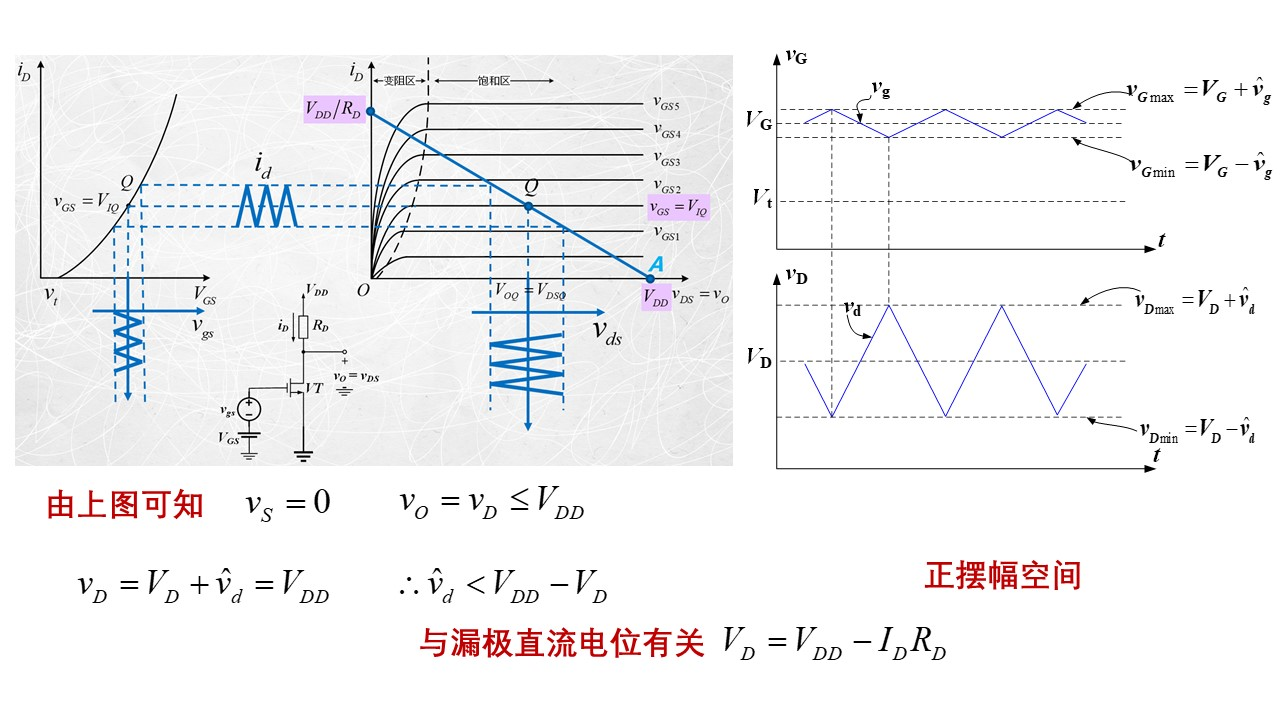 i_D
V_DD/R_D
i_D
变阻区
饱和区
v_GS5
v_GS4
v_GS3
v_GS2
v_GS = V_IQ
v_GS1
Q
v_GS = V_IQ
i_d
Q
A
v_t
V_GS
v_gs
O
V_OQ = V_DSQ
V_DD
v_DS = v_O
v_ds
V_DD
i_D
R_D
+
v_O = v_DS
VT
v_gs
+
−
V_GS
v_G
v_g
V_G
V_t
t
v_Gmax = V_G + v̂_g
v_Gmin = V_G − v̂_g
v_D
v_d
V_D
t
v_Dmax = V_D + v̂_d
v_Dmin = V_D − v̂_d
由上图可知 v_S = 0 v_O = v_D ≤ V_DD
v_D = V_D + v̂_d = V_DD ∴ v̂_d < V_DD − V_D
正摆幅空间
与漏极直流电位有关 V_D = V_DD − I_D R_D